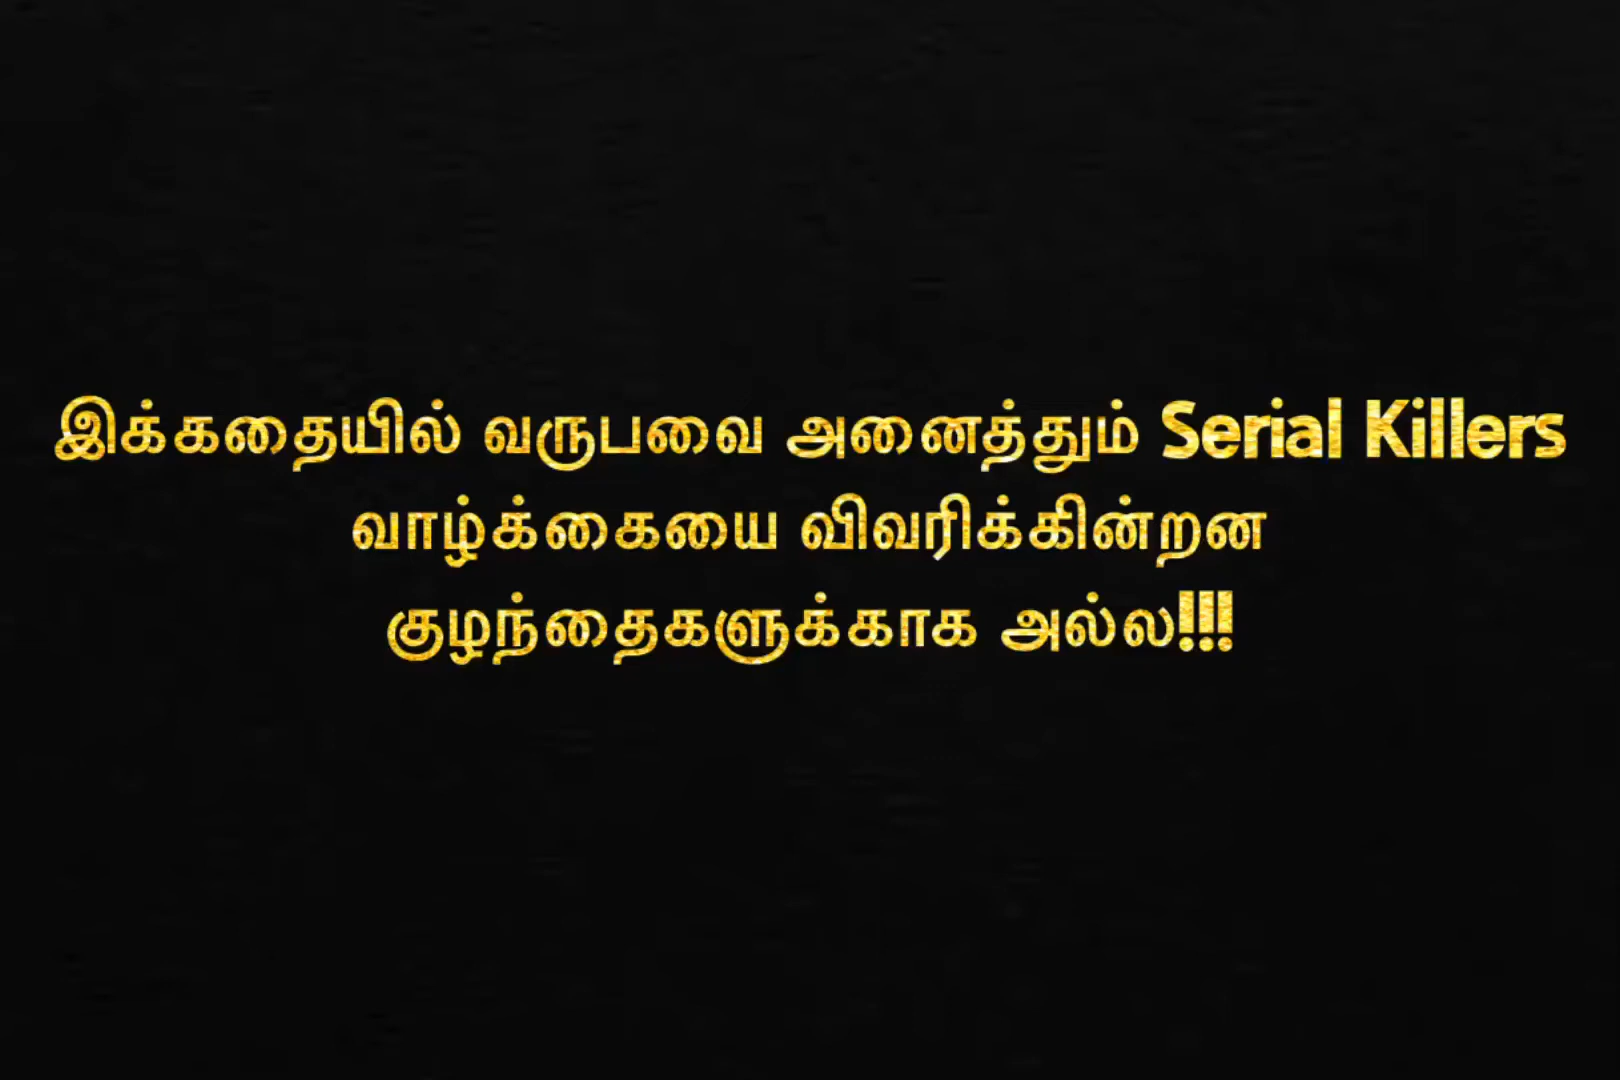 இக்கதையில் வருபவை அனைத்தும் Serial Killers
வாழ்க்கையை விவரிக்கின்றன
குழந்தைகளுக்காக அல்ல!!!